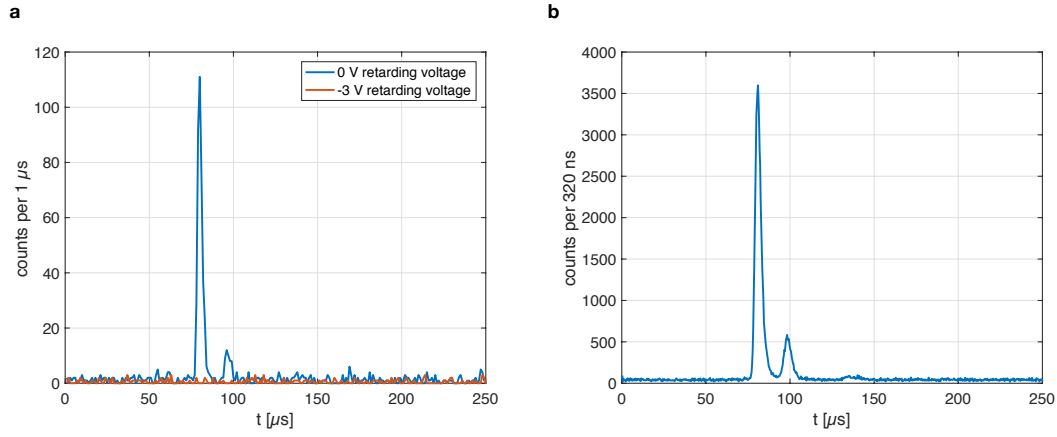 a
120
100
80
60
40
20
0
counts per 1 µs
0 50 100 150 200 250
t [µs]
0 V retarding voltage
-3 V retarding voltage
b
4000
3500
3000
2500
2000
1500
1000
500
0
counts per 320 ns
0 50 100 150 200 250
t [µs]